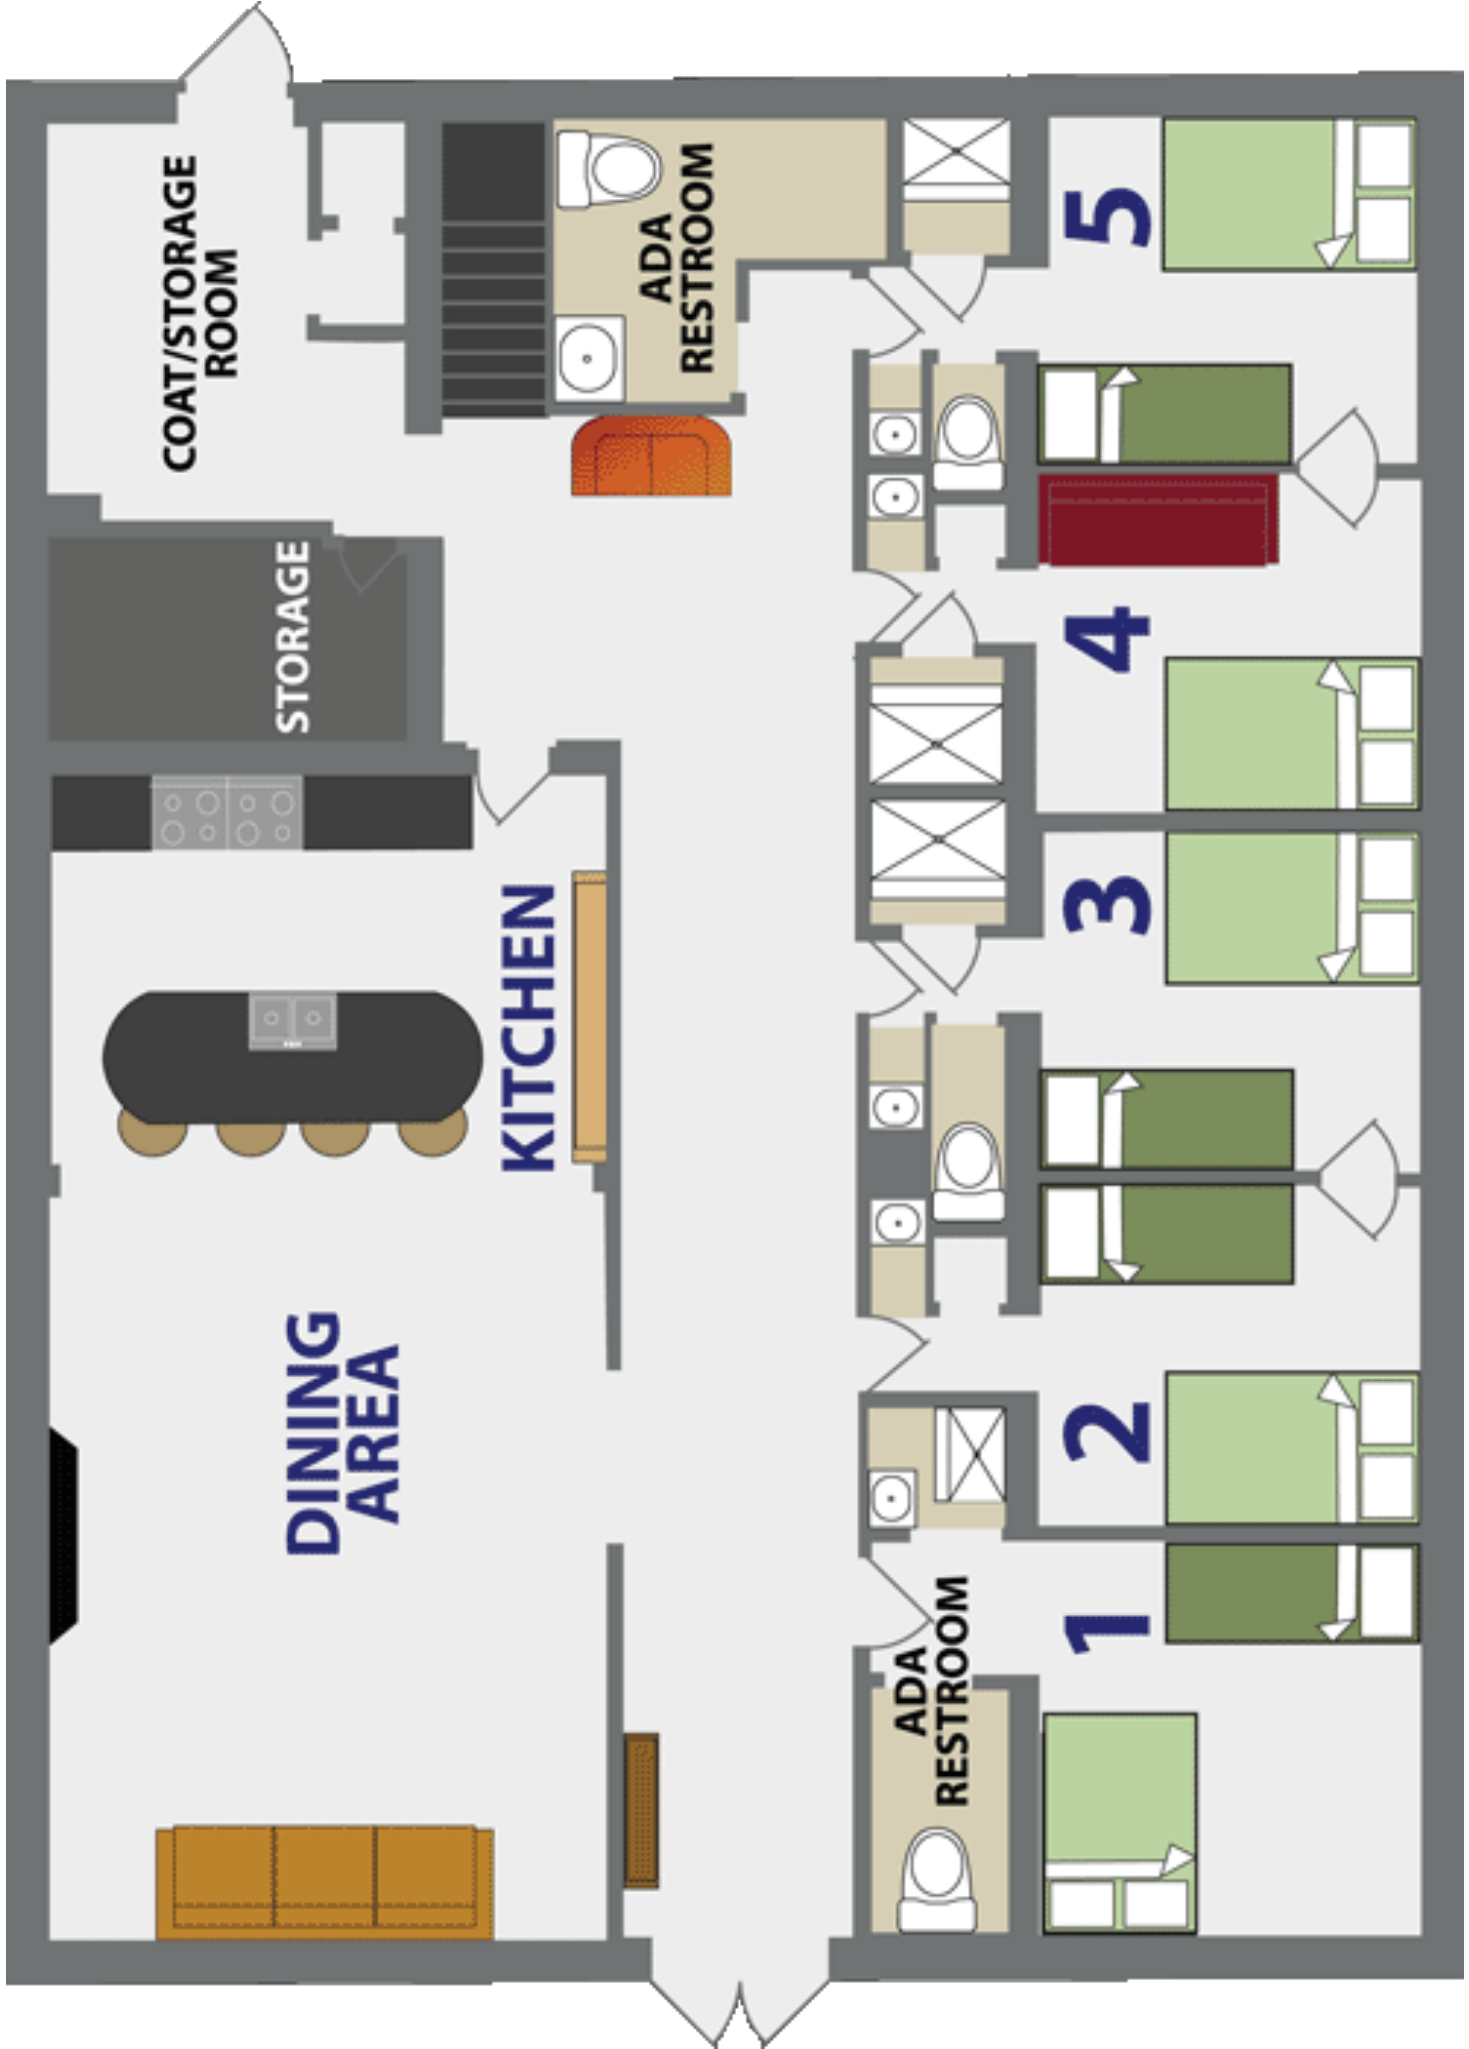 COAT/STORAGE
ROOM
ADA
RESTROOM
5
STORAGE
4
KITCHEN
3
DINING
AREA
2
ADA
RESTROOM
1